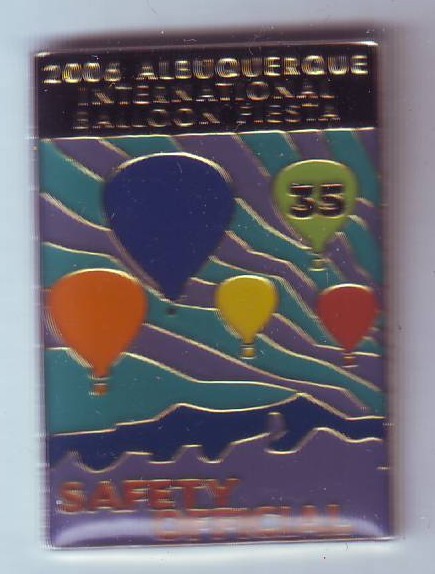 2006 ALBUQUERQUE
INTERNATIONAL
BALLOON FIESTA
35
SAFETY
OFFICIAL